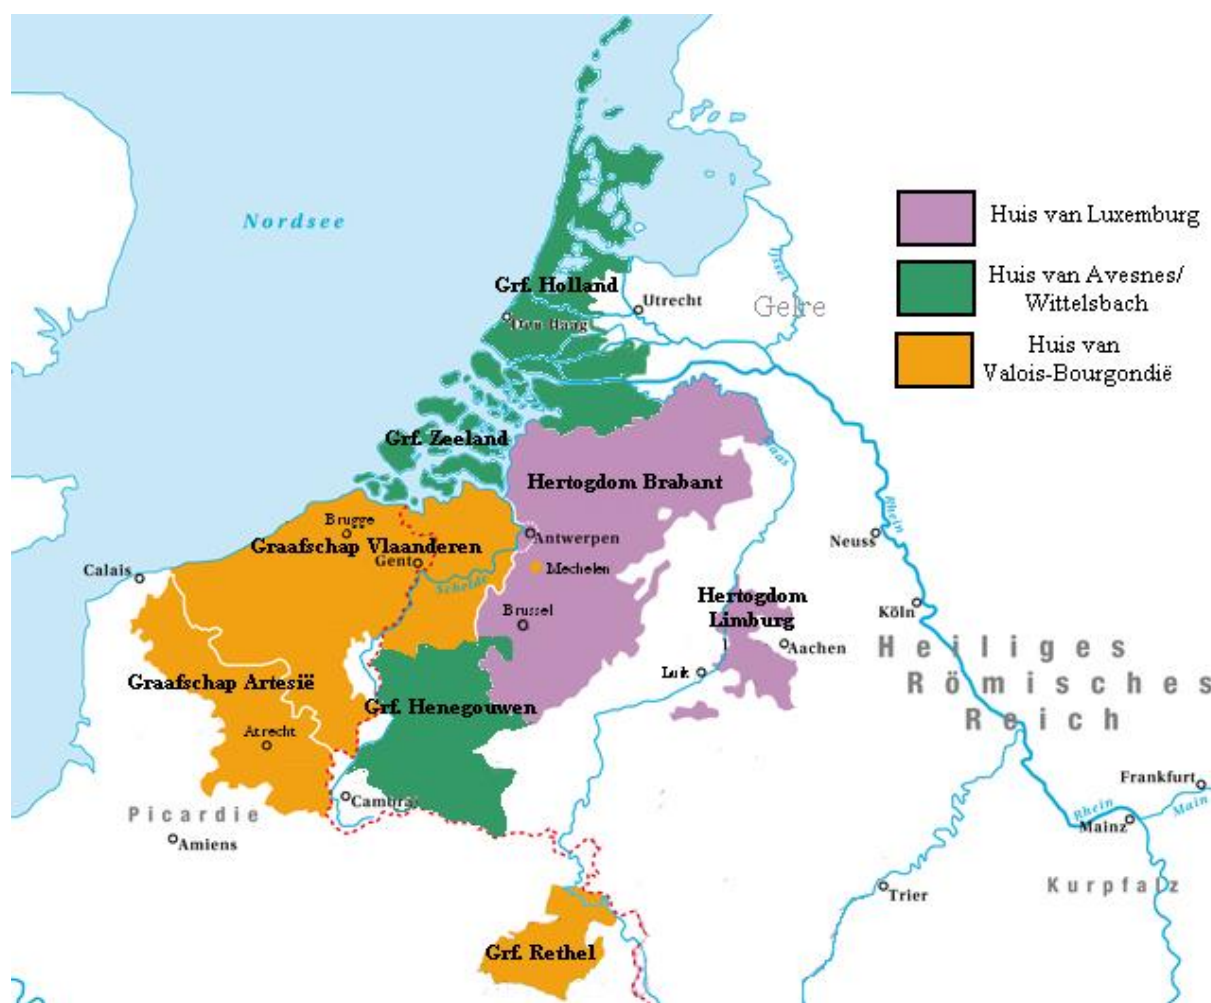 Nordsee
Huis van Luxemburg
Huis van Avesnes/
Wittelsbach
Huis van
Valois-Bourgondië
Grf. Holland
Utrecht
Gelre
Ijssel
Den Haag
Grf. Zeeland
Maas
Hertogdom Brabant
Rhein
Brugge
Antwerpen
Neuss
Graafschap Vlaanderen
Calais
Gent
Mechelen
Schelde
Hertogdom
Limburg
Köln
Brussel
Aachen
Heiliges
Römisches
Reich
Luik
Graafschap Artesië
Grf. Henegouwen
Atrecht
Frankfurt
Cambrai
Rhein
Main
Picardie
Mainz
Amiens
Kurpfalz
Trier
Grf. Rethel